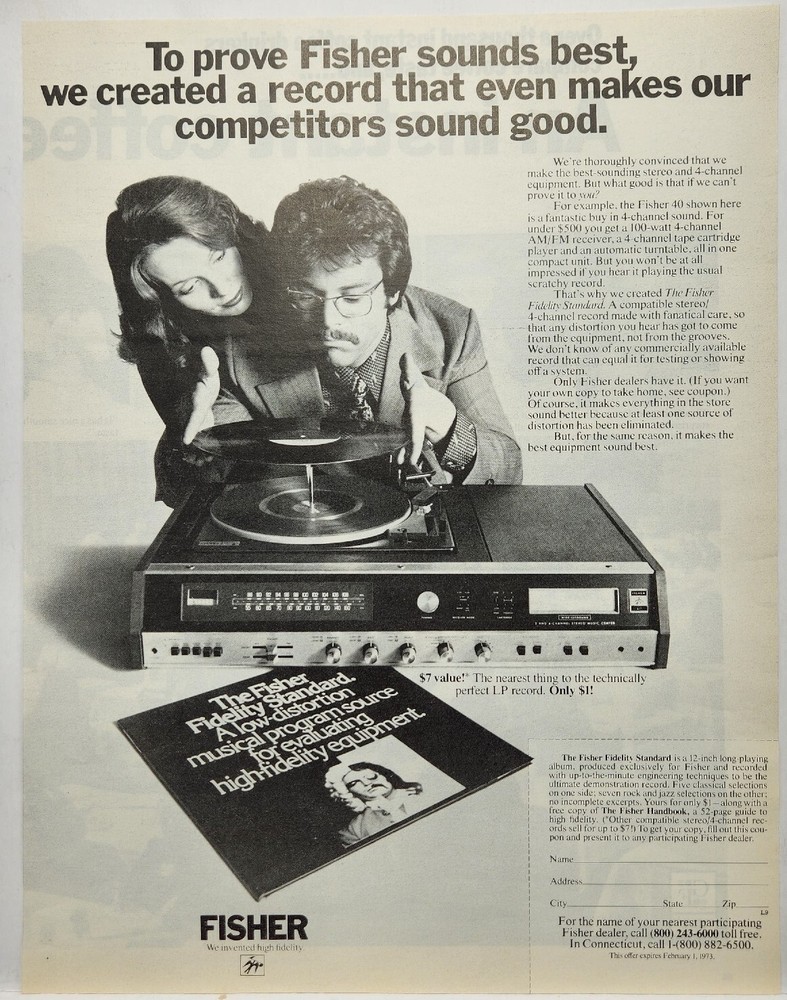 To prove Fisher sounds best,
we created a record that even makes our
competitors sound good.
We're thoroughly convinced that we
make the best-sounding stereo and 4-channel
equipment. But what good is that if we can't
prove it to you?
For example, the Fisher 40 shown here
is a fantastic buy in 4-channel sound. For
under $500 you get a 100-watt 4-channel
AM/FM receiver, a 4-channel tape cartridge
player and an automatic turntable, all in one
compact unit. But you won't be at all
impressed if you hear it playing the usual
scratchy record.
That's why we created The Fisher
Fidelity Standard. A compatible stereo/
4-channel record made with fanatical care, so
that any distortion you hear has got to come
from the equipment, not from the grooves.
We don't know of any commercially available
record that can equal it for testing or showing
off a system.
Only Fisher dealers have it. (If you want
your own copy to take home, see coupon.)
Of course, it makes everything in the store
sound better because at least one source of
distortion has been eliminated.
But, for the same reason, it makes the
best equipment sound best.
$7 value!* The nearest thing to the technically
perfect LP record. Only $1!
The Fisher
Fidelity Standard.
A low-distortion
musical program source
for evaluating
high-fidelity equipment.
The Fisher Fidelity Standard is a 12-inch long-playing
album, produced exclusively for Fisher and recorded
with up-to-the-minute engineering techniques to be the
ultimate demonstration record. Five classical selections
on one side; seven rock and jazz selections on the other;
no incomplete excerpts. Yours for only $1—along with a
free copy of The Fisher Handbook, a 52-page guide to
high fidelity. (*Other compatible stereo/4-channel rec-
ords sell for up to $7!) To get your copy, fill out this cou-
pon and present it to any participating Fisher dealer.
Name
Address
City State Zip
L9
For the name of your nearest participating
Fisher dealer, call (800) 243-6000 toll free.
In Connecticut, call 1-(800) 882-6500.
This offer expires February 1, 1973.
FISHER
We invented high fidelity.